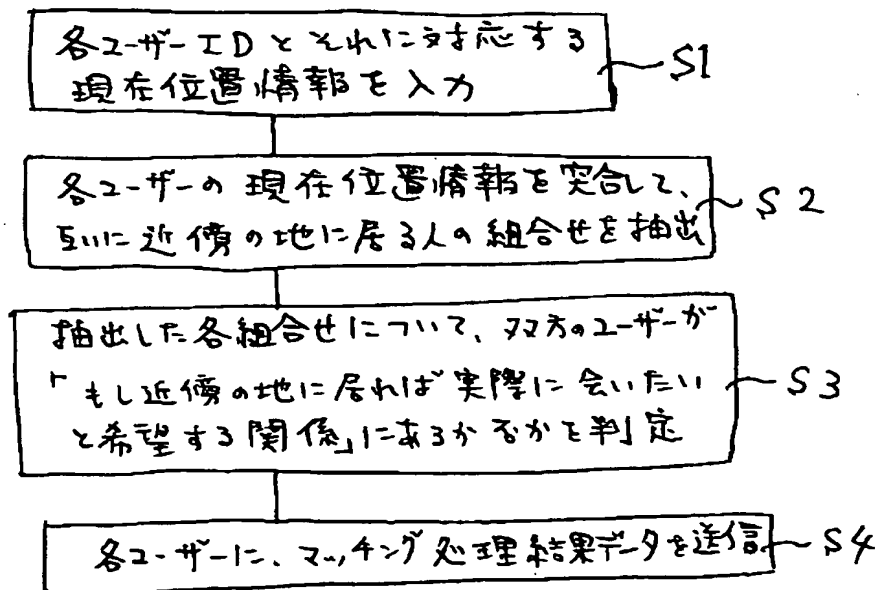 各ユーザーIDとそれに対応する
現在位置情報を入力
S1
各ユーザーの現在位置情報を突合して、
互いに近傍の地に居る人の組合せを抽出
S2
抽出した各組合せについて、双方のユーザーが
「もし近傍の地に居れば実際に会いたい
と希望する関係」にあるか否かを判定
S3
各ユーザーに、マッチング処理結果データを送信
S4